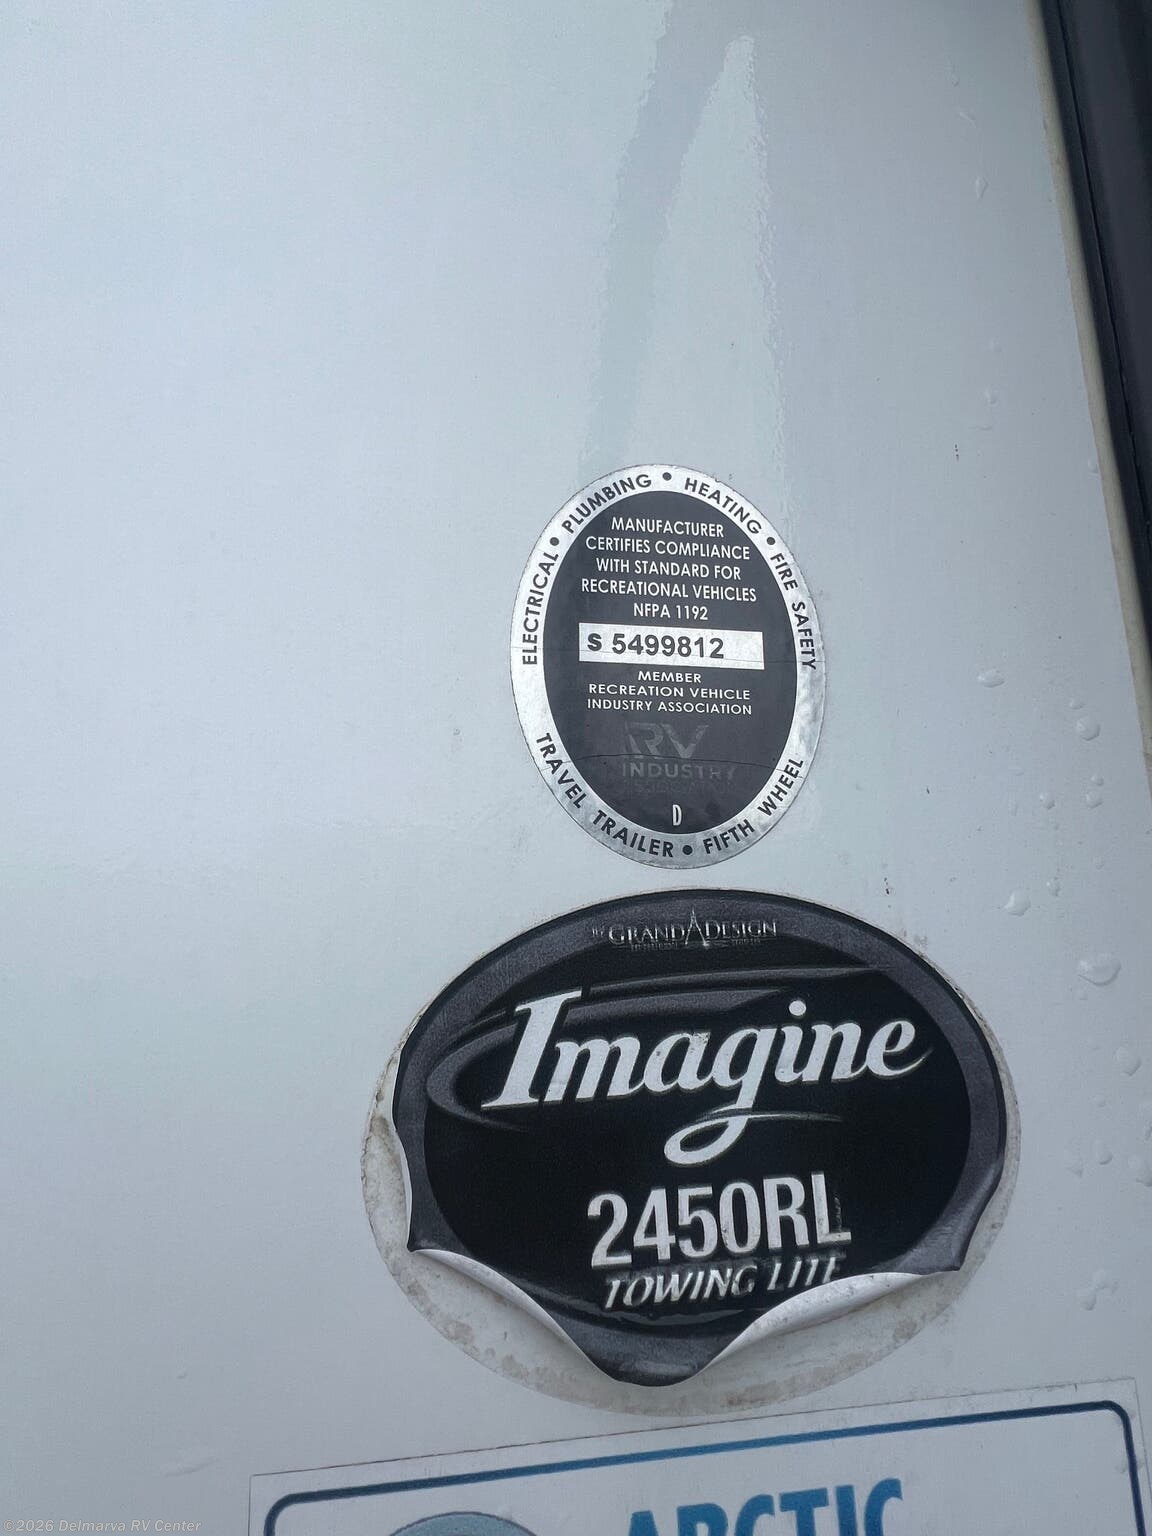 ELECTRICAL • PLUMBING • HEATING • FIRE SAFETY
MANUFACTURER
CERTIFIES COMPLIANCE
WITH STANDARD FOR
RECREATIONAL VEHICLES
NFPA 1192
S 5499812
MEMBER
RECREATION VEHICLE
INDUSTRY ASSOCIATION
RV
INDUSTRY
D
TRAVEL TRAILER • FIFTH WHEEL
BY GRAND DESIGN
Imagine
2450RL
TOWING LITE
ARCTIC
©2026 Delmarva RV Center